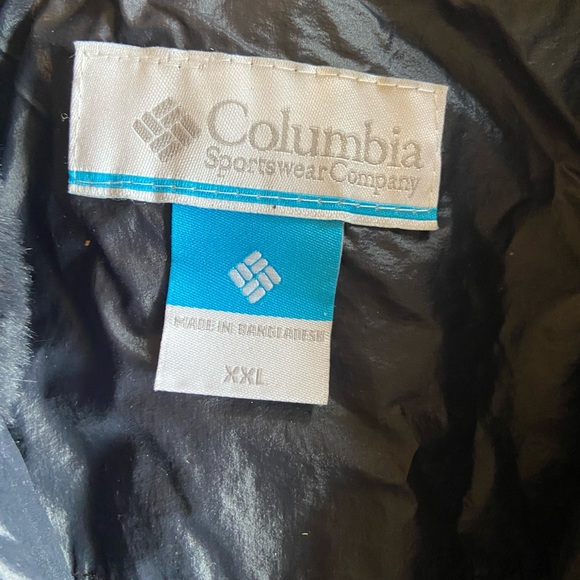 Columbia
Sportswear Company
MADE IN BANGLADESH
XXL